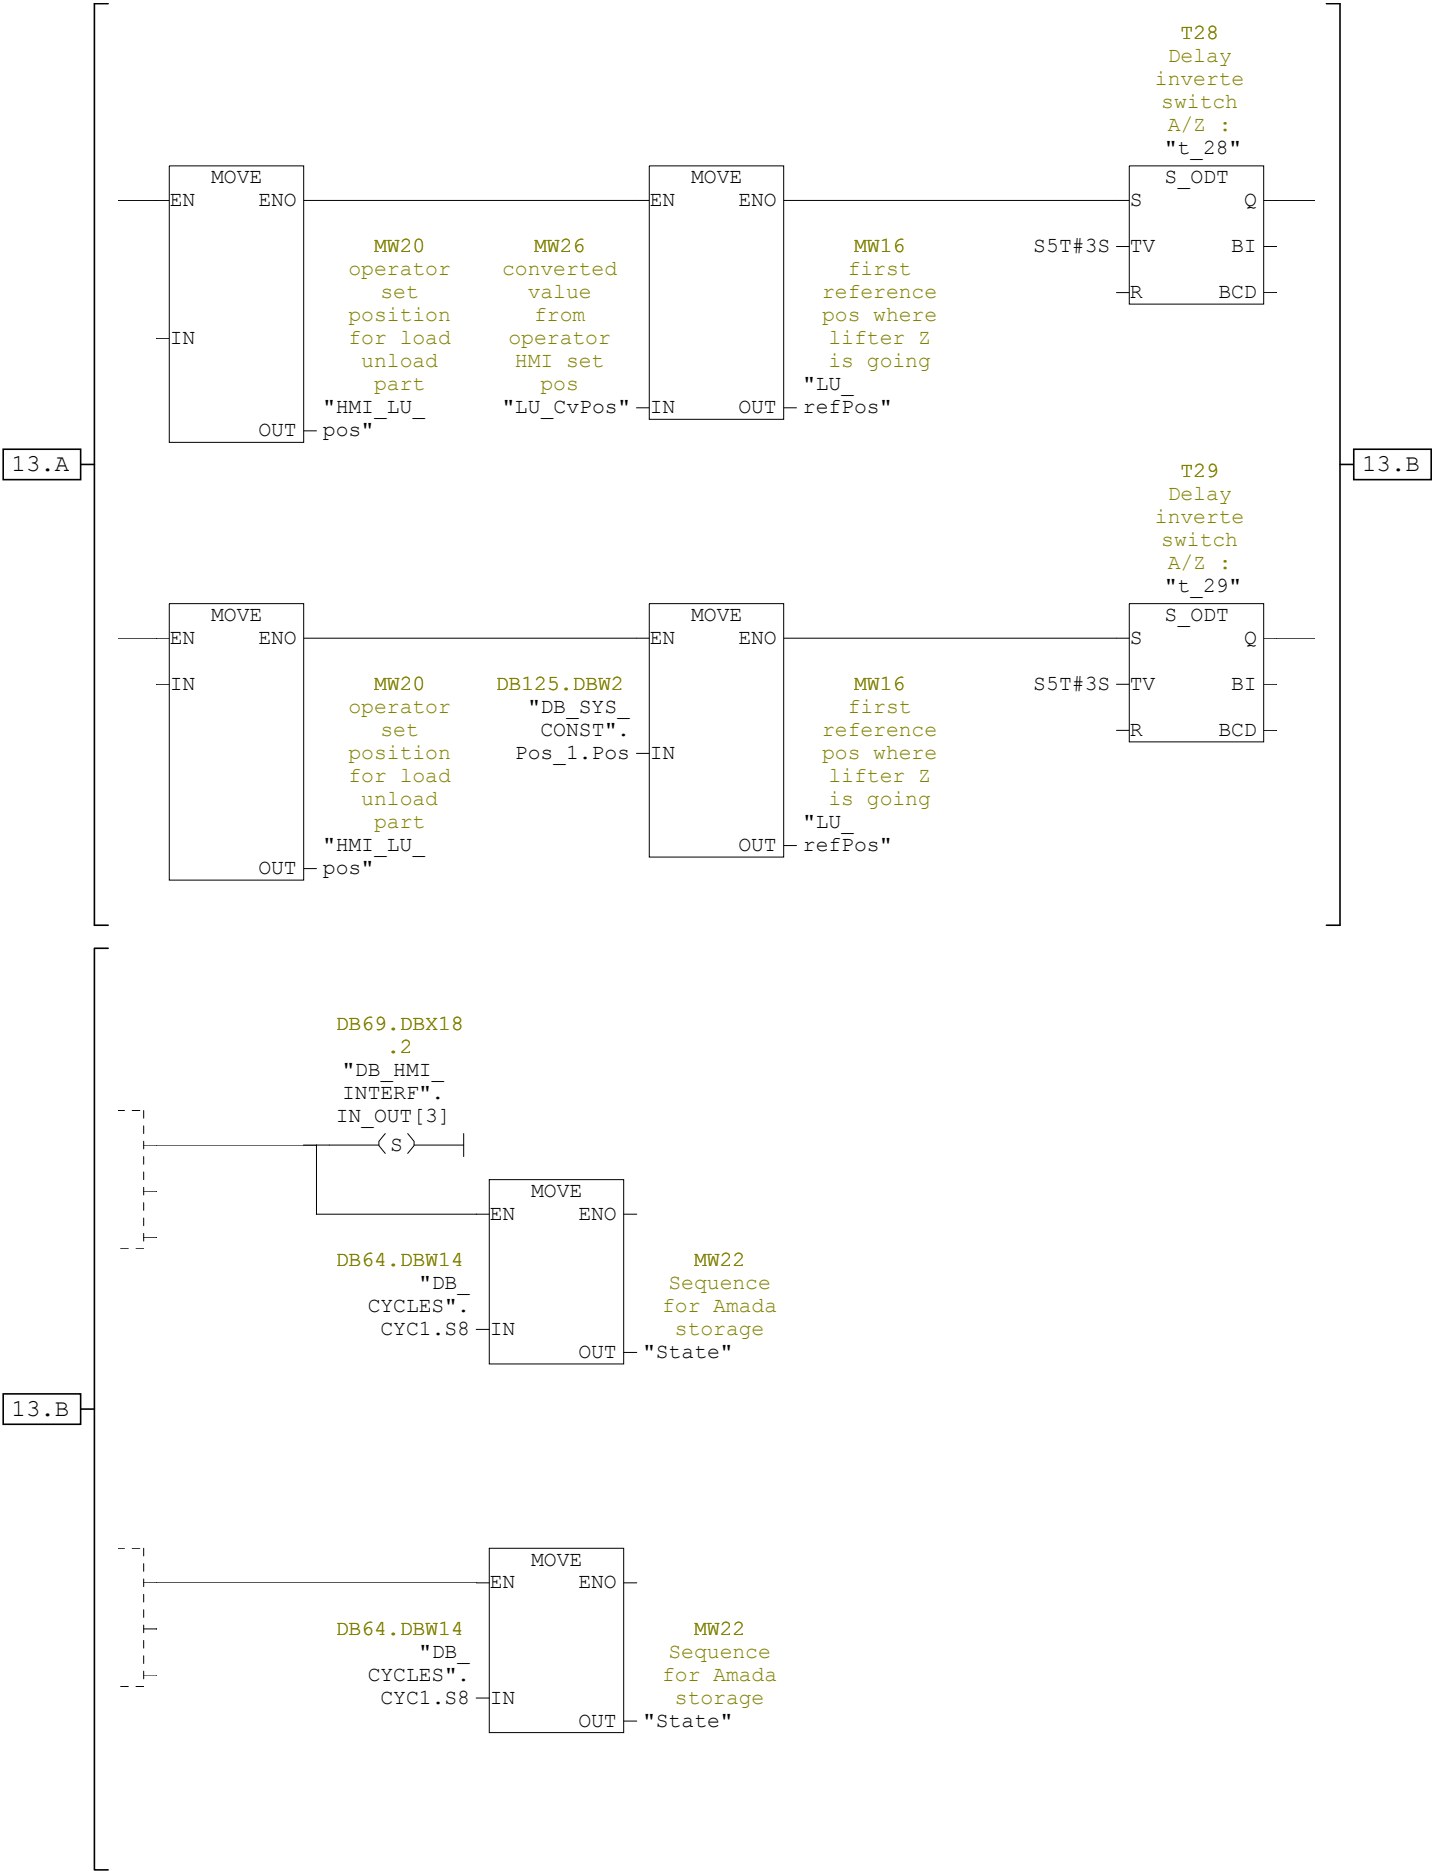 T28
Delay
inverte
switch
A/Z :
"t_28"
MOVE
EN ENO
MOVE
EN ENO
S_ODT
S Q
MW20
operator
set
position
for load
unload
part
"HMI_LU_
pos"
IN
OUT
MW26
converted
value
from
operator
HMI set
pos
"LU_CvPos"
IN OUT
MW16
first
reference
pos where
lifter Z
is going
"LU_
refPos"
S5T#3S
TV BI
R BCD
13.A
13.B
T29
Delay
inverte
switch
A/Z :
"t_29"
MOVE
EN ENO
MOVE
EN ENO
S_ODT
S Q
IN
MW20
operator
set
position
for load
unload
part
"HMI_LU_
pos"
OUT
DB125.DBW2
"DB_SYS_
CONST".
Pos_1.Pos
IN
MW16
first
reference
pos where
lifter Z
is going
"LU_
refPos"
OUT
S5T#3S
TV BI
R BCD
DB69.DBX18
.2
"DB_HMI_
INTERF".
IN_OUT[3]
S
MOVE
EN ENO
DB64.DBW14
"DB_
CYCLES".
CYC1.S8
IN
MW22
Sequence
for Amada
storage
OUT
"State"
13.B
MOVE
EN ENO
DB64.DBW14
"DB_
CYCLES".
CYC1.S8
IN
MW22
Sequence
for Amada
storage
OUT
"State"